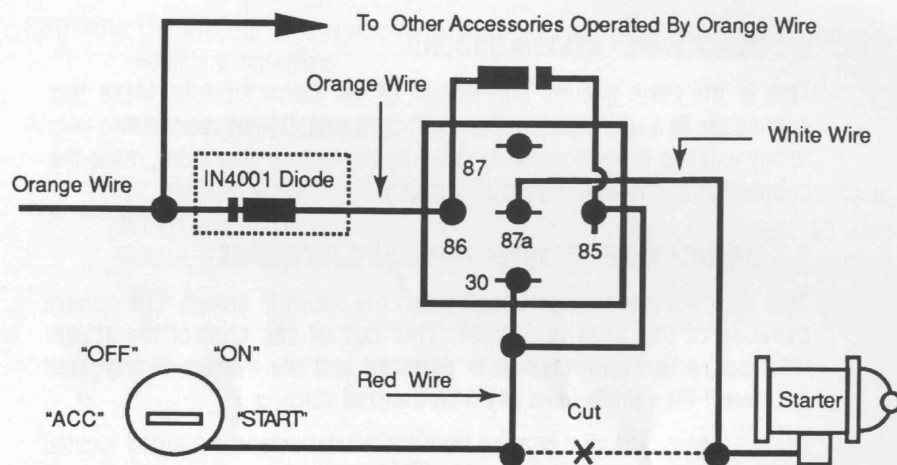 To Other Accessories Operated By Orange Wire
Orange Wire
White Wire
IN4001 Diode
Orange Wire
87
86
87a
85
30
"OFF"
"ON"
"ACC"
"START"
Red Wire
Cut
Starter